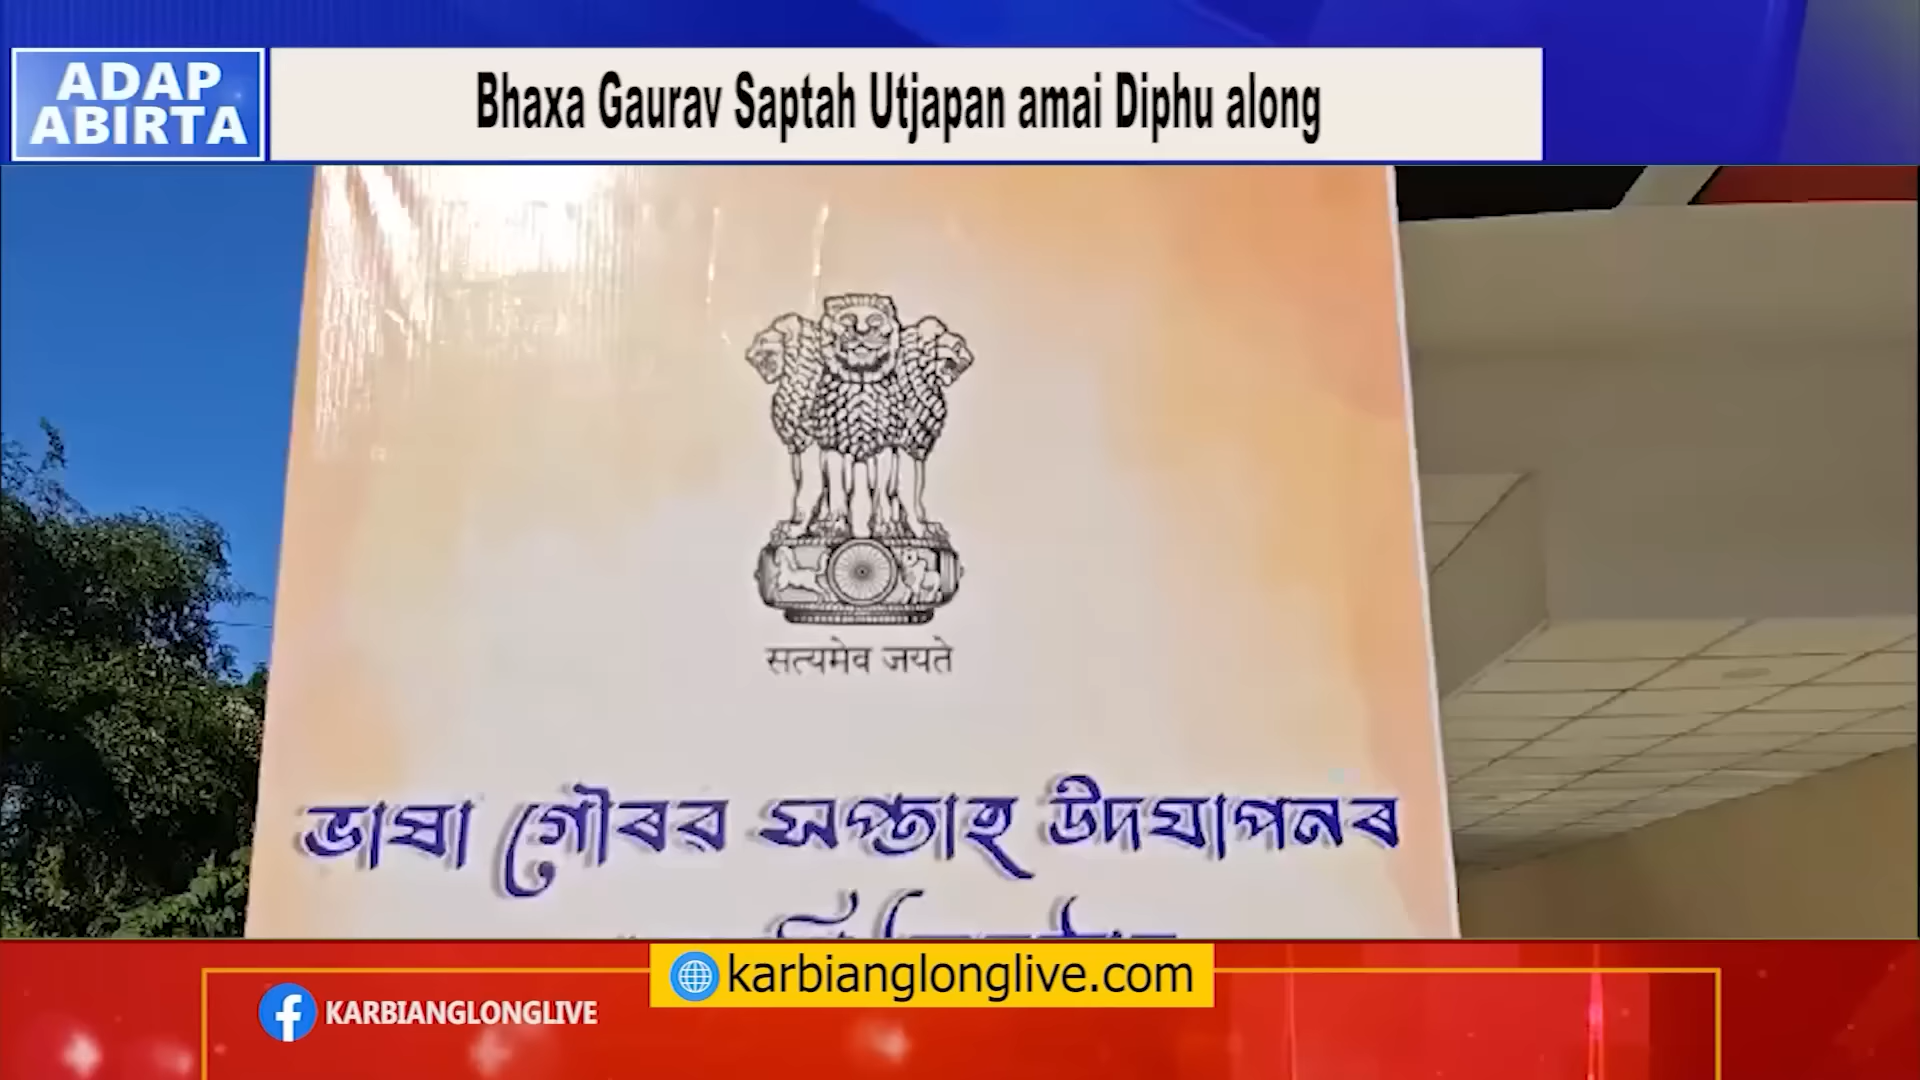 ADAP
ABIRTA
Bhaxa Gaurav Saptah Utjapan amai Diphu along
सत्यमेव जयते
ভাষা গৌৰৱ সপ্তাহ উদযাপনৰ
karbianglonglive.com
KARBIANGLONGLIVE